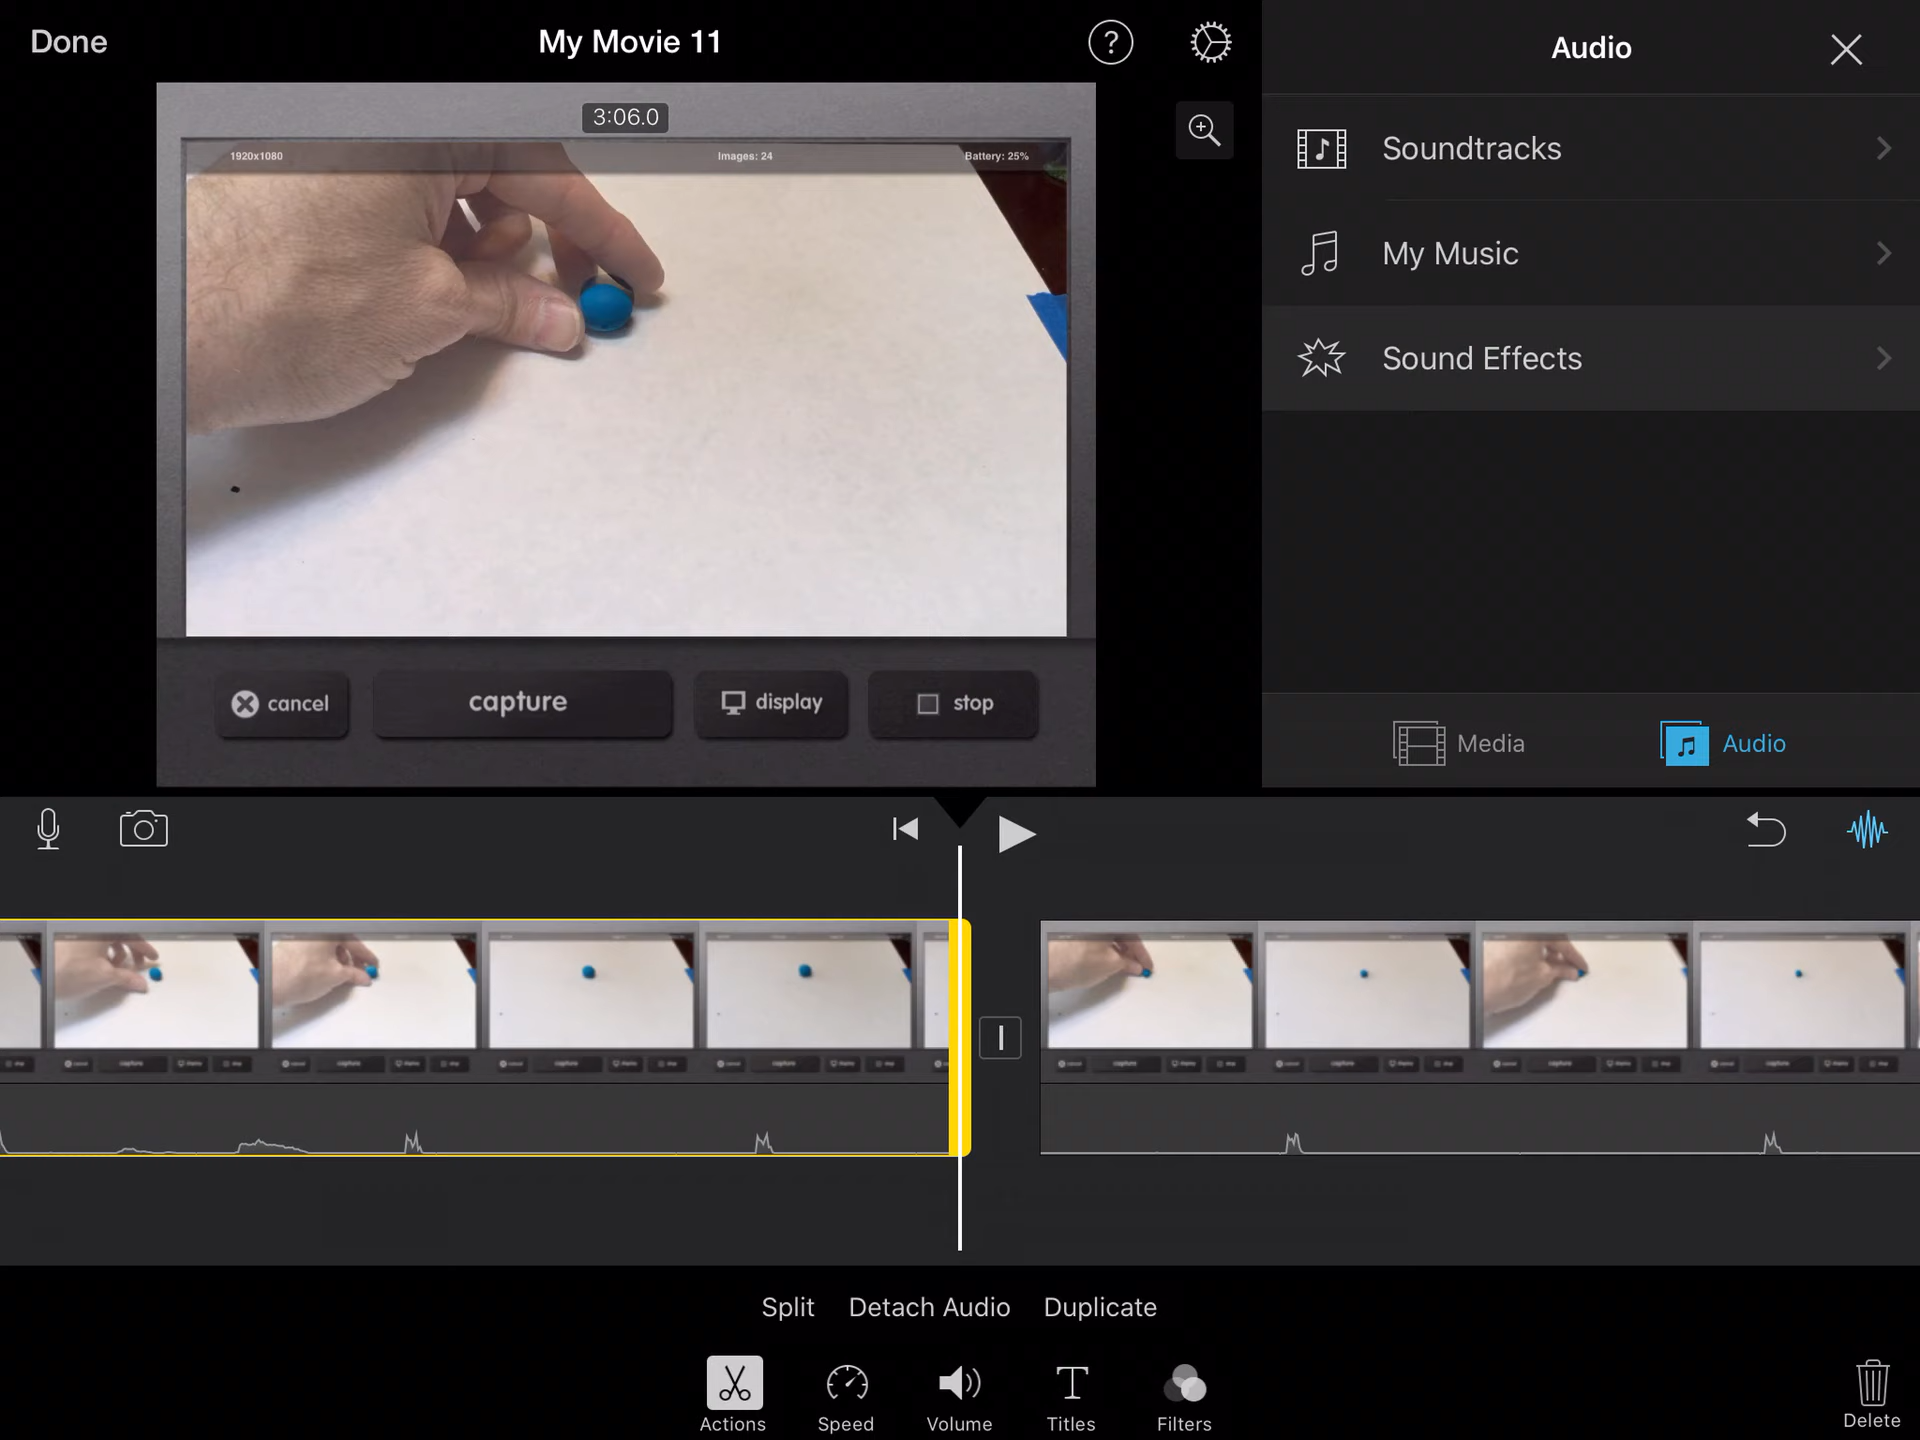 Done
My Movie 11
?
3:06.0
1920x1080
Images: 24
Battery: 25%
cancel
capture
display
stop
Audio
Soundtracks
My Music
Sound Effects
Media
Audio
Split
Detach Audio
Duplicate
Actions
Speed
Volume
Titles
Filters
Delete